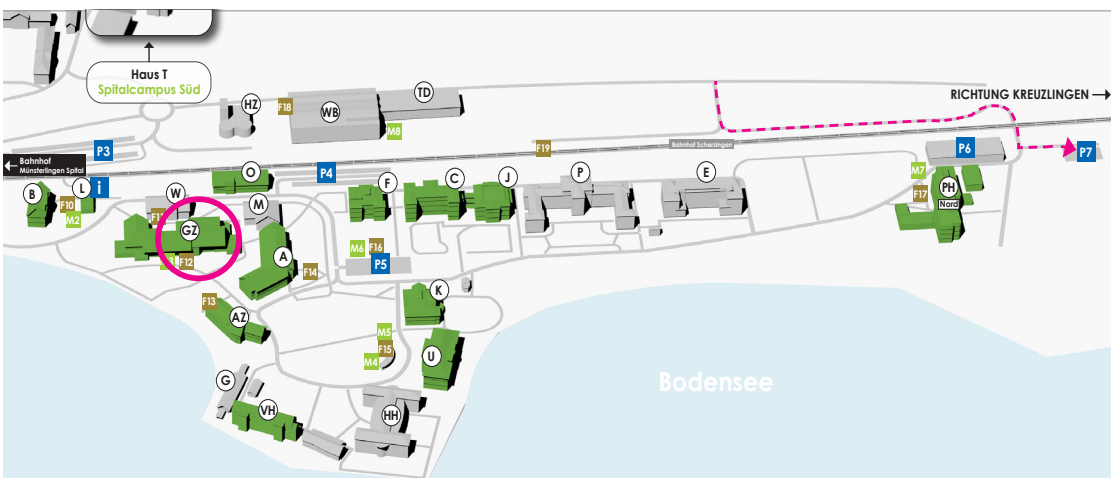 Haus T
Spitalcampus Süd
HZ
F18
WB
TD
M8
RICHTUNG KREUZLINGEN
P3
Bahnhof
Münsterlingen Spital
F19
Bahnhof Scherzingen
P6
P7
B
L
i
F10
M2
O
P4
W
M
F
C
J
P
E
M7
F17
PH
Nord
GZ
F12
A
F14
M6
F16
P5
F13
AZ
K
M5
F15
M4
U
G
VH
HH
Bodensee